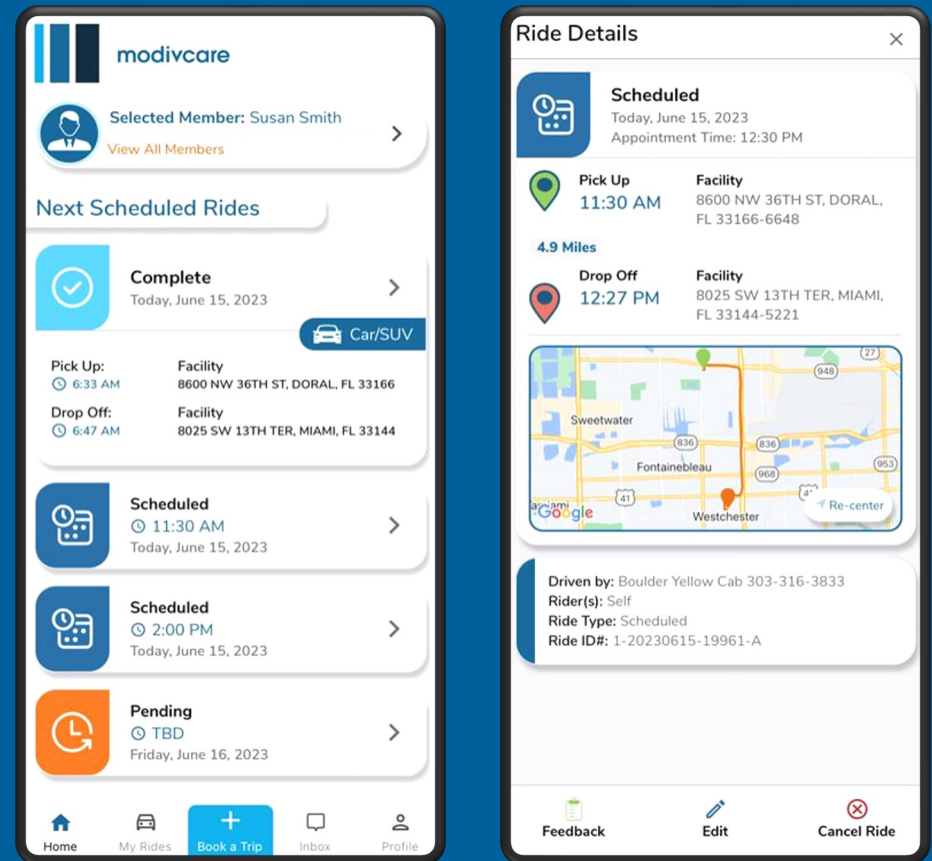 modivcare
Selected Member: Susan Smith
View All Members
Next Scheduled Rides
Complete
Today, June 15, 2023
Car/SUV
Pick Up:
Facility
6:33 AM
8600 NW 36TH ST, DORAL, FL 33166
Drop Off:
Facility
6:47 AM
8025 SW 13TH TER, MIAMI, FL 33144
Scheduled
11:30 AM
Today, June 15, 2023
Scheduled
2:00 PM
Today, June 15, 2023
Pending
TBD
Friday, June 16, 2023
Home
My Rides
Book a Trip
Inbox
Profile
Ride Details
Scheduled
Today, June 15, 2023
Appointment Time: 12:30 PM
Pick Up
11:30 AM
Facility
8600 NW 36TH ST, DORAL,
FL 33166-6648
4.9 Miles
Drop Off
12:27 PM
Facility
8025 SW 13TH TER, MIAMI,
FL 33144-5221
27
948
Sweetwater
836
836
Fontainebleau
968
953
41
Google
Westchester
Re-center
Driven by: Boulder Yellow Cab 303-316-3833
Rider(s): Self
Ride Type: Scheduled
Ride ID#: 1-20230615-19961-A
Feedback
Edit
Cancel Ride